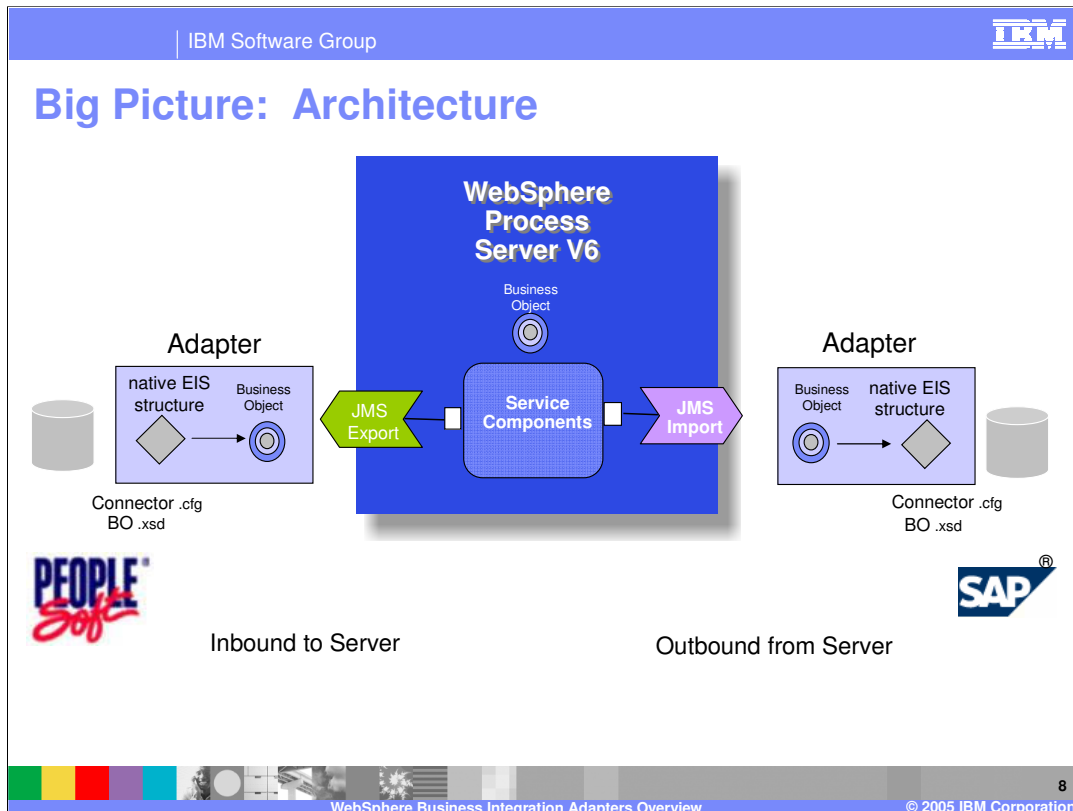 IBM Software Group
IBM
Big Picture: Architecture
WebSphere
Process
Server V6
Business
Object
Adapter
native EIS
structure
Business
Object
Connector .cfg
BO .xsd
JMS
Export
Service
Components
JMS
Import
Adapter
Business
Object
native EIS
structure
Connector .cfg
BO .xsd
PEOPLE
Soft
SAP
®
Inbound to Server
Outbound from Server
8
WebSphere Business Integration Adapters Overview
© 2005 IBM Corporation